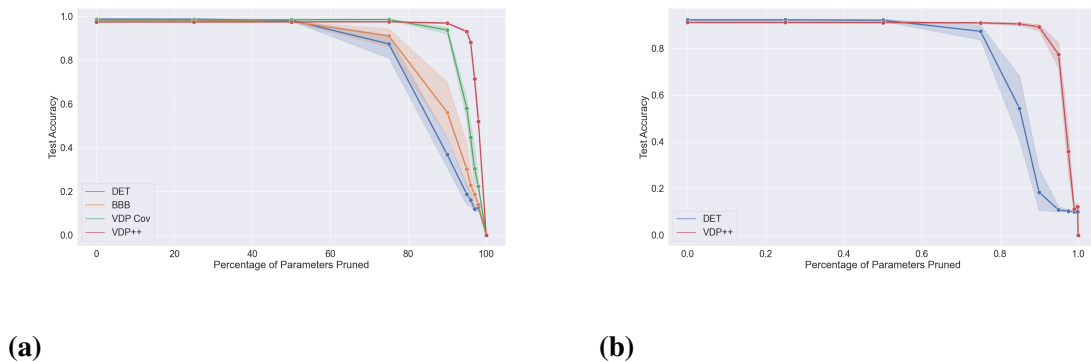 1.0
0.8
0.6
0.4
0.2
0.0
Test Accuracy
DET
BBB
VDP Cov
VDP++
0 20 40 60 80 100
Percentage of Parameters Pruned
(a)
0.8
0.6
0.4
0.2
0.0
Test Accuracy
DET
VDP++
0.0 0.2 0.4 0.6 0.8 1.0
Percentage of Parameters Pruned
(b)